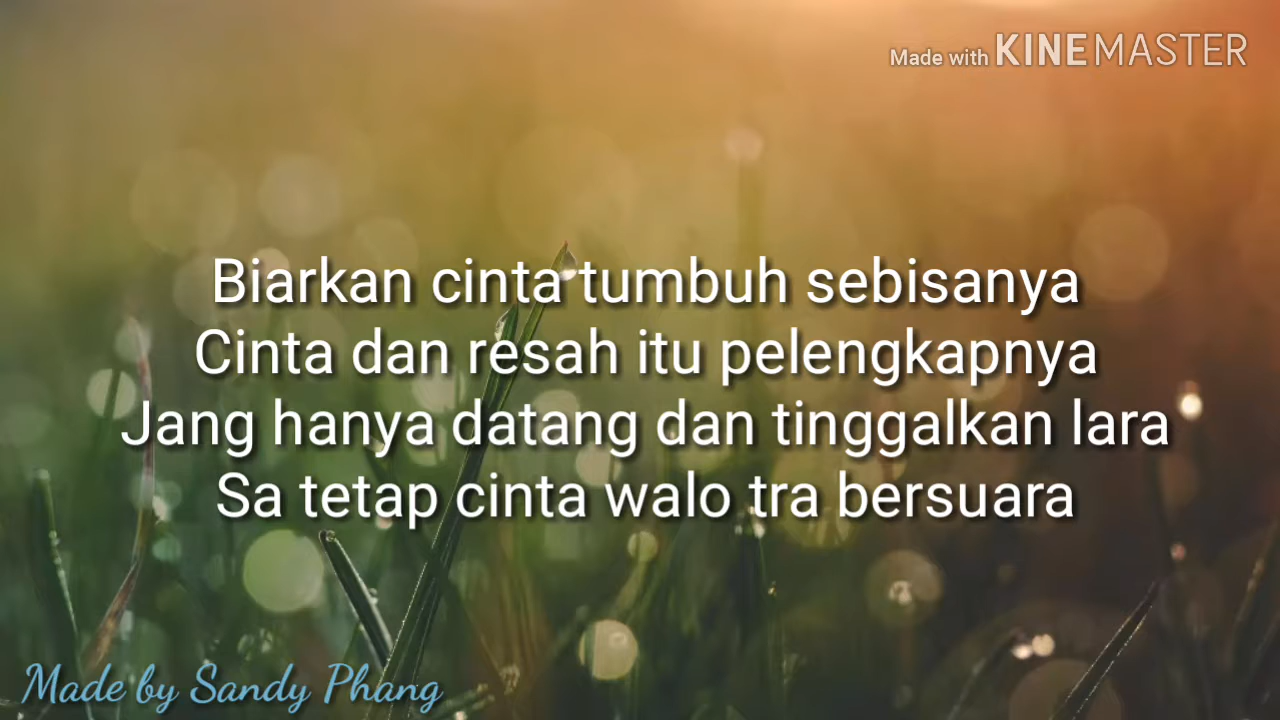 Made with KINEMASTER
Biarkan cinta tumbuh sebisanya
Cinta dan resah itu pelengkapnya
Jang hanya datang dan tinggalkan lara
Sa tetap cinta walo tra bersuara
Made by Sandy Phang